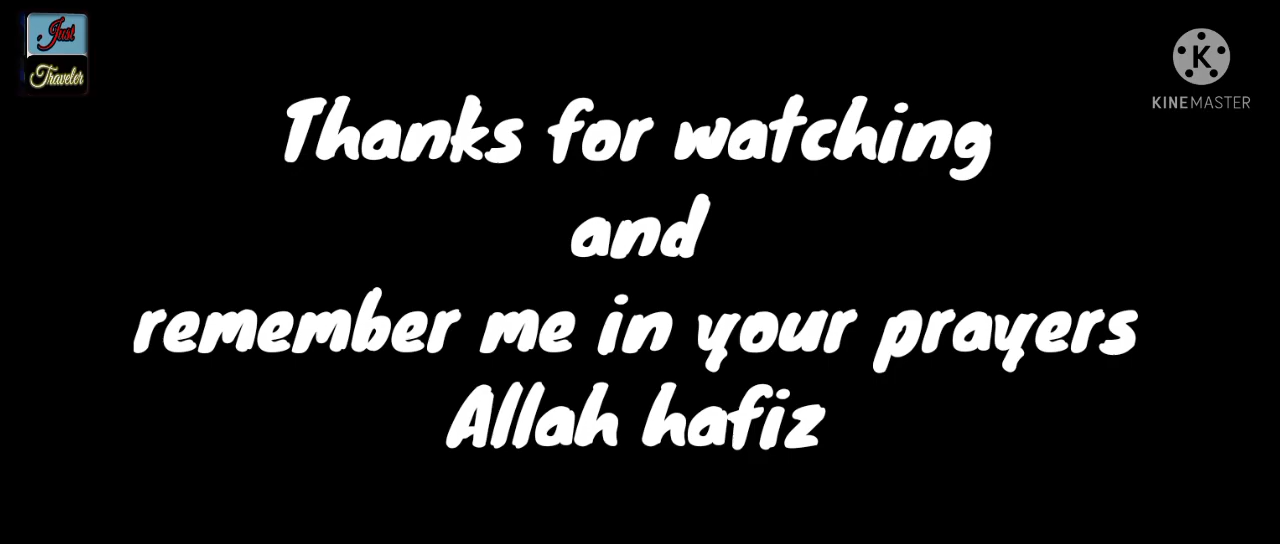 Just
Traveler
K
KINEMASTER
Thanks for watching
and
remember me in your prayers
Allah hafiz